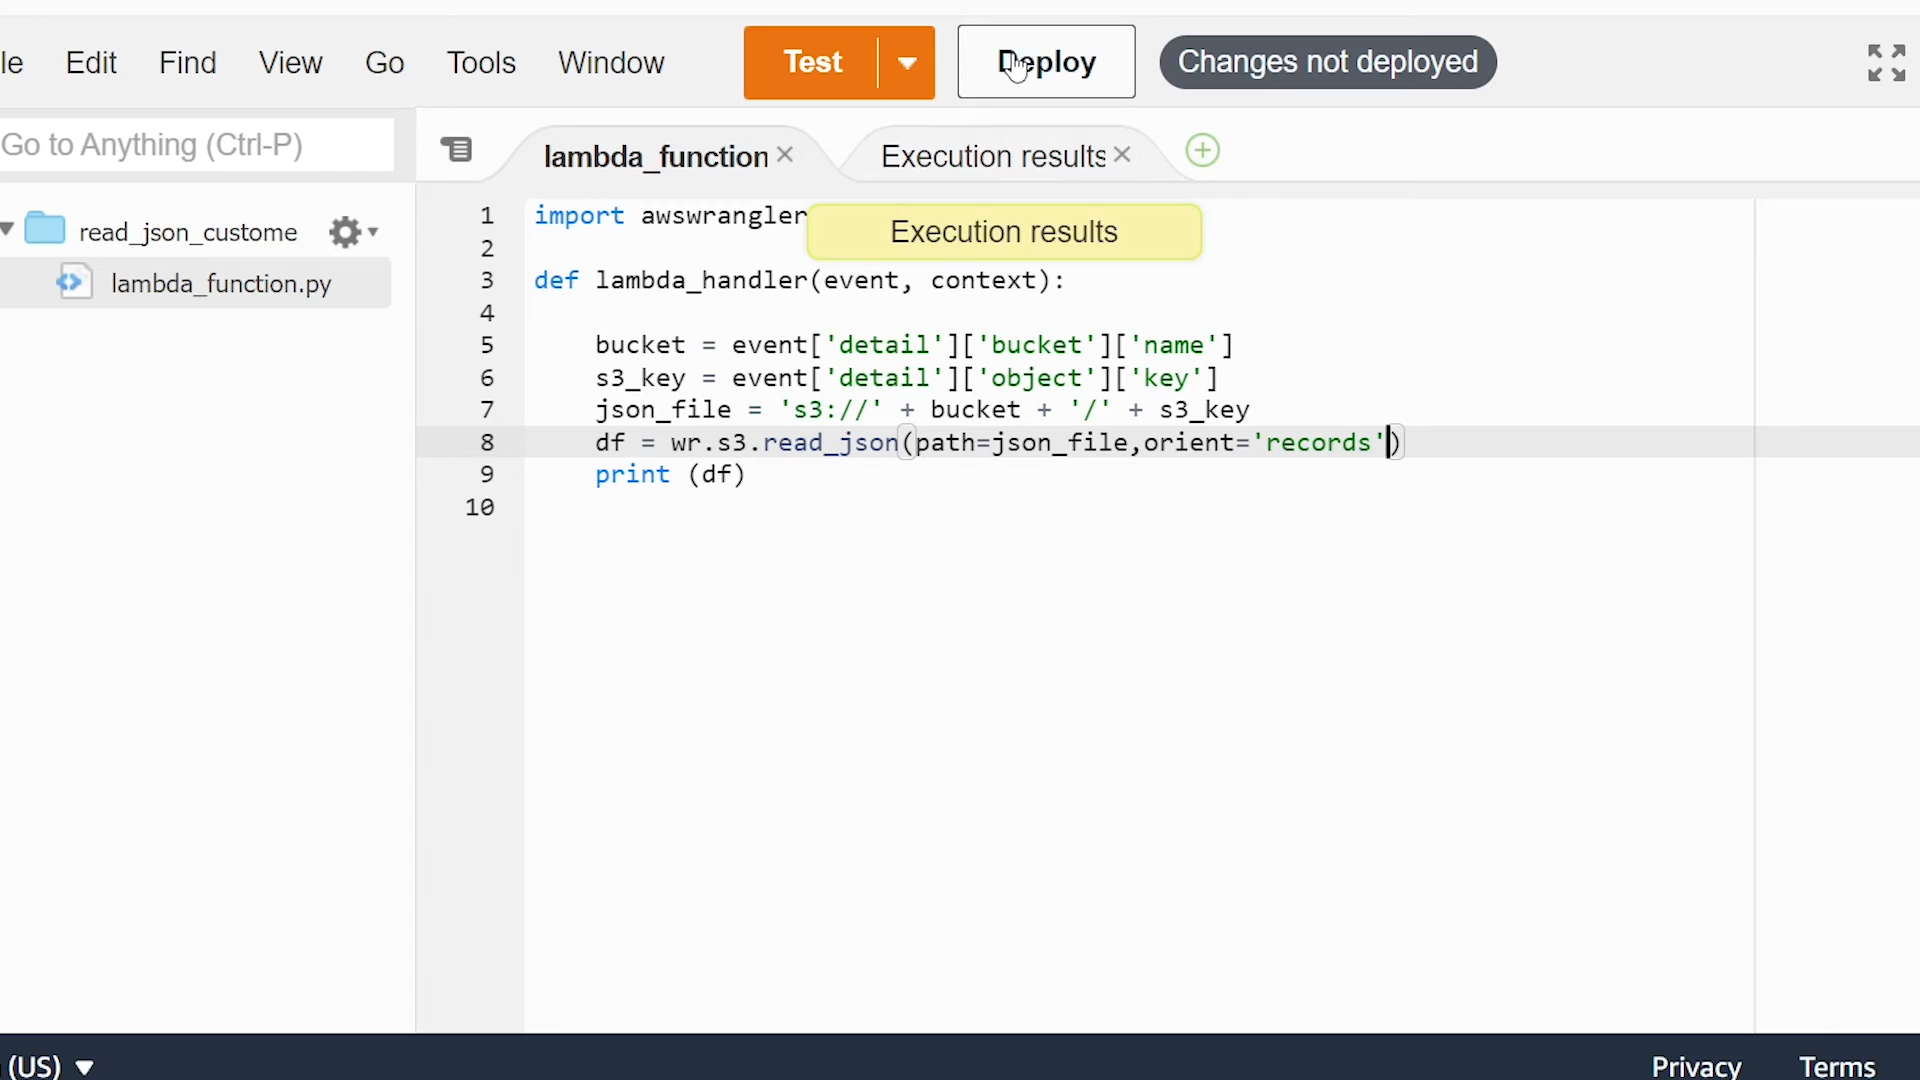 le Edit Find View Go Tools Window Test Deploy Changes not deployed
Go to Anything (Ctrl-P)
lambda_function Execution results
read_json_custome
lambda_function.py
Execution results
1 import awswrangler
2
3 def lambda_handler(event, context):
4
5 bucket = event['detail']['bucket']['name']
6 s3_key = event['detail']['object']['key']
7 json_file = 's3://' + bucket + '/' + s3_key
8 df = wr.s3.read_json(path=json_file,orient='records')
9 print (df)
10
(US) Privacy Terms